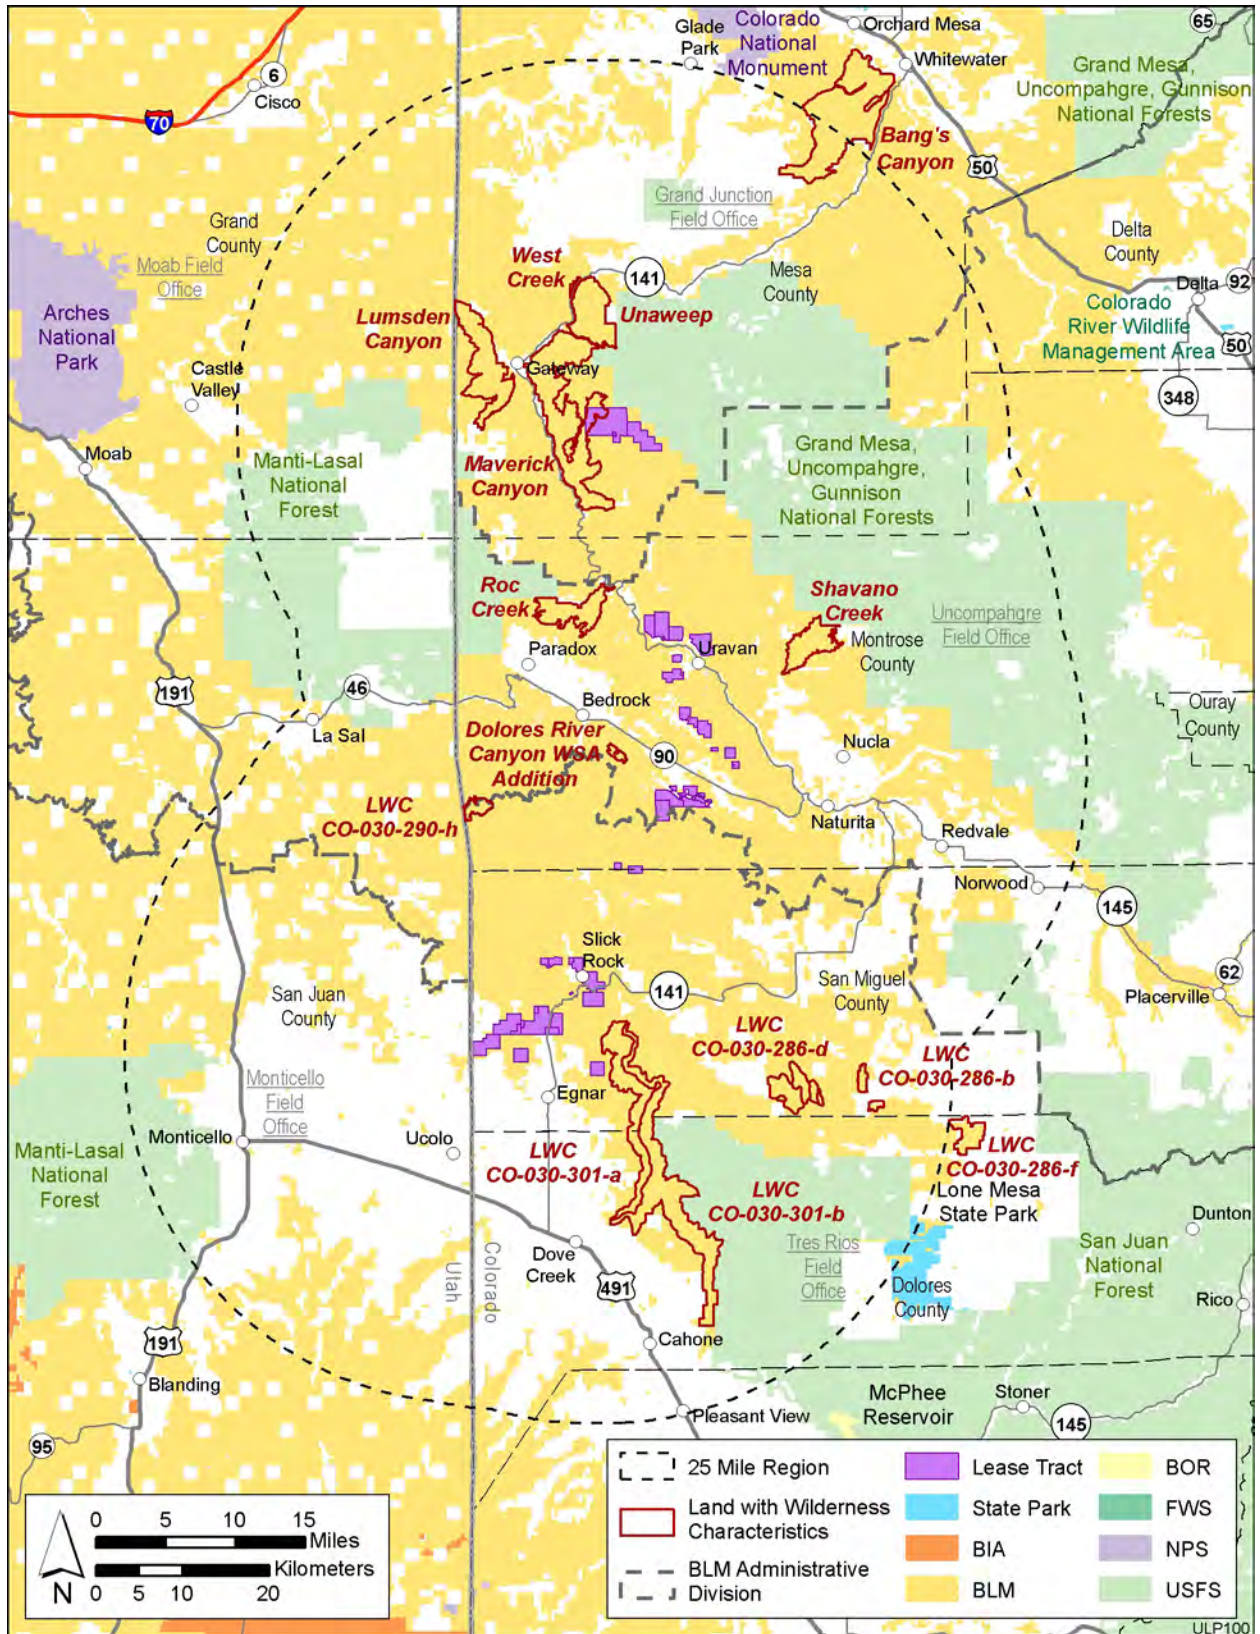 65
Orchard Mesa
Glade
Park
Colorado
National
Monument
Whitewater
Grand Mesa,
Uncompahgre, Gunnison
National Forests
6
Cisco
70
Bang's
Canyon
50
Grand Junction
Field Office
Grand
County
Moab Field
Office
West
Creek
141
Mesa
County
Delta
County
92
Delta
Colorado
River Wildlife
Management Area
50
Arches
National
Park
Lumsden
Canyon
Unaweep
Gateway
Castle
Valley
348
Moab
Manti-Lasal
National
Forest
Maverick
Canyon
Grand Mesa,
Uncompahgre,
Gunnison
National Forests
Roc
Creek
Shavano
Creek
Uncompahgre
Field Office
Montrose
County
Paradox
Uravan
191
46
Bedrock
Ouray
County
La Sal
Dolores River
Canyon WSA
Addition
90
Nucla
LWC
CO-030-290-h
Naturita
Redvale
Norwood
145
Slick
Rock
62
San Juan
County
141
San Miguel
County
Placerville
LWC
CO-030-286-d
LWC
CO-030-286-b
Monticello
Field
Office
Egnar
Monticello
Ucolo
Manti-Lasal
National
Forest
LWC
CO-030-301-a
LWC
CO-030-286-f
LWC
CO-030-301-b
Lone Mesa
State Park
Dunton
Tres Rios
Field
Office
San Juan
National
Forest
Dove
Creek
Utah
Colorado
491
Dolores
County
Rico
191
Cahone
Blanding
McPhee
Reservoir
Stoner
Pleasant View
145
95
25 Mile Region
Land with Wilderness
Characteristics
BLM Administrative
Division
Lease Tract
State Park
BIA
BLM
BOR
FWS
NPS
USFS
N
0 5 10 15
Miles
Kilometers
0 5 10 20
ULP100